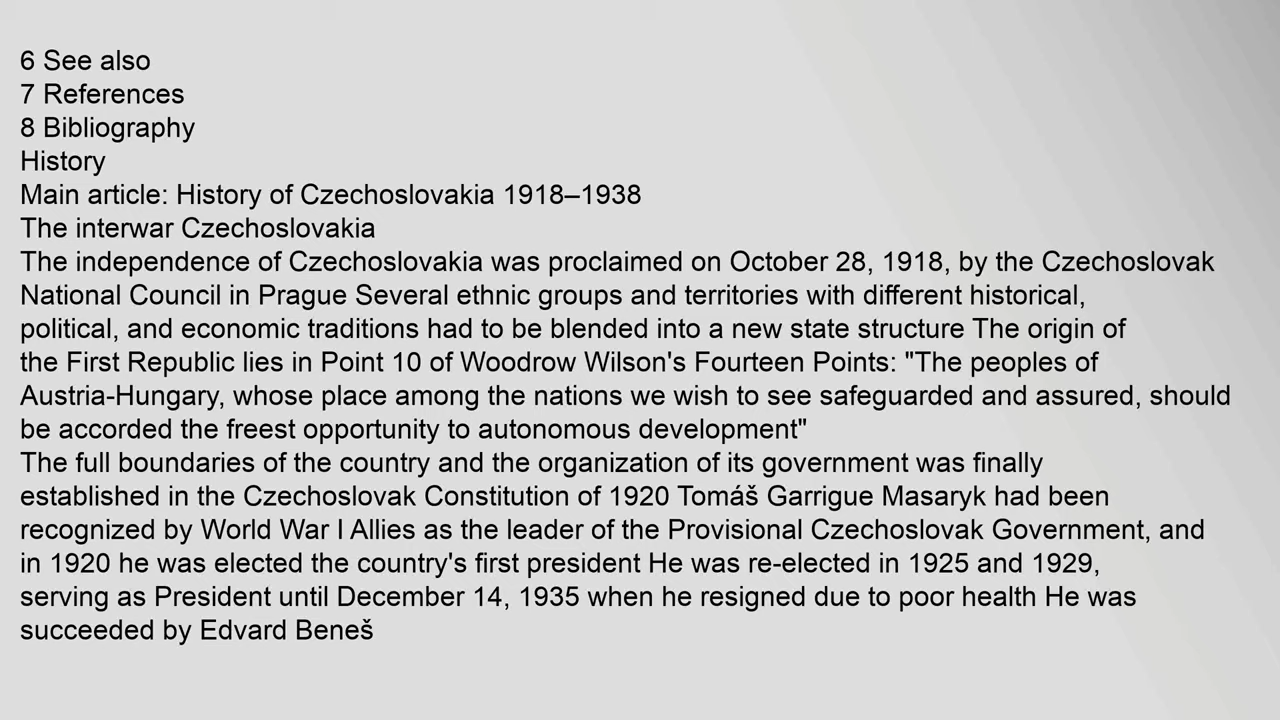 6 See also
7 References
8 Bibliography
History
Main article: History of Czechoslovakia 1918–1938
The interwar Czechoslovakia
The independence of Czechoslovakia was proclaimed on October 28, 1918, by the Czechoslovak
National Council in Prague Several ethnic groups and territories with different historical,
political, and economic traditions had to be blended into a new state structure The origin of
the First Republic lies in Point 10 of Woodrow Wilson's Fourteen Points: "The peoples of
Austria-Hungary, whose place among the nations we wish to see safeguarded and assured, should
be accorded the freest opportunity to autonomous development"
The full boundaries of the country and the organization of its government was finally
established in the Czechoslovak Constitution of 1920 Tomáš Garrigue Masaryk had been
recognized by World War I Allies as the leader of the Provisional Czechoslovak Government, and
in 1920 he was elected the country's first president He was re-elected in 1925 and 1929,
serving as President until December 14, 1935 when he resigned due to poor health He was
succeeded by Edvard Beneš